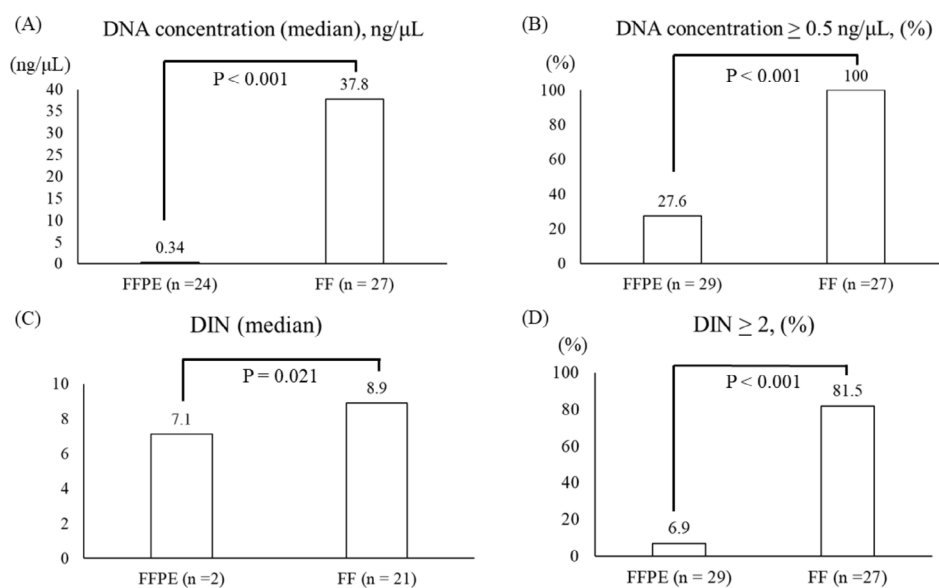 (A)
DNA concentration (median), ng/μL
(ng/μL)
P < 0.001
37.8
40
35
30
25
20
15
10
5
0
0.34
FFPE (n =24)
FF (n = 27)
(B)
DNA concentration ≥ 0.5 ng/μL, (%)
(%)
P < 0.001
100
100
80
60
40
20
0
27.6
FFPE (n = 29)
FF (n =27)
(C)
DIN (median)
P = 0.021
10
8
6
4
2
0
7.1
8.9
FFPE (n =2)
FF (n = 21)
(D)
DIN ≥ 2, (%)
(%)
P < 0.001
100
80
60
40
20
0
81.5
6.9
FFPE (n = 29)
FF (n =27)